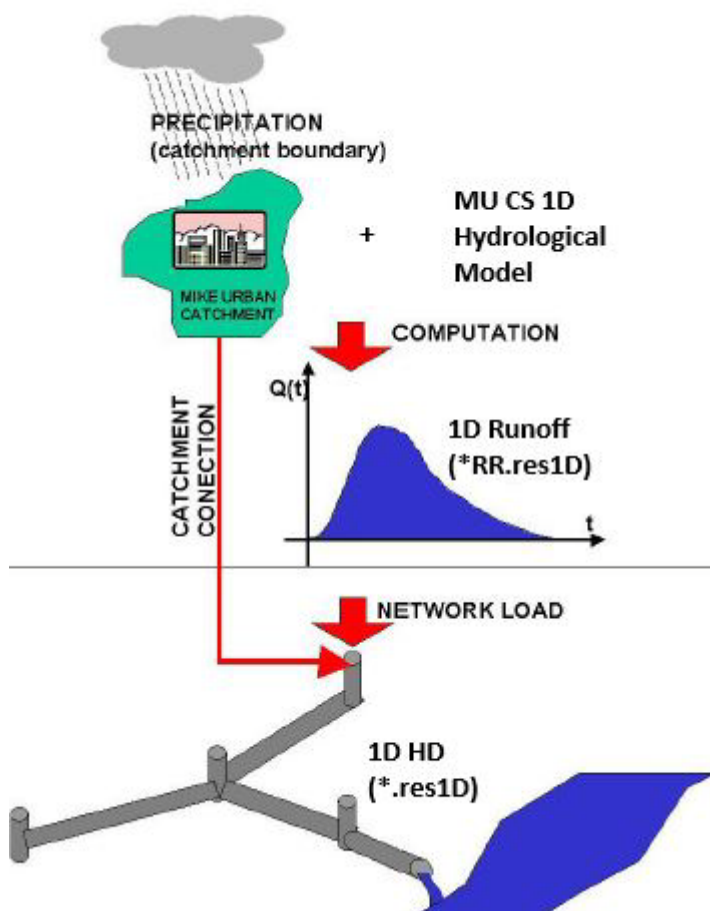 PRECIPITATION
(catchment boundary)
MIKE URBAN
CATCHMENT
+
MU CS 1D
Hydrological
Model
COMPUTATION
CATCHMENT
CONECTION
Q(t)
1D Runoff
(*RR.res1D)
t
NETWORK LOAD
1D HD
(*.res1D)